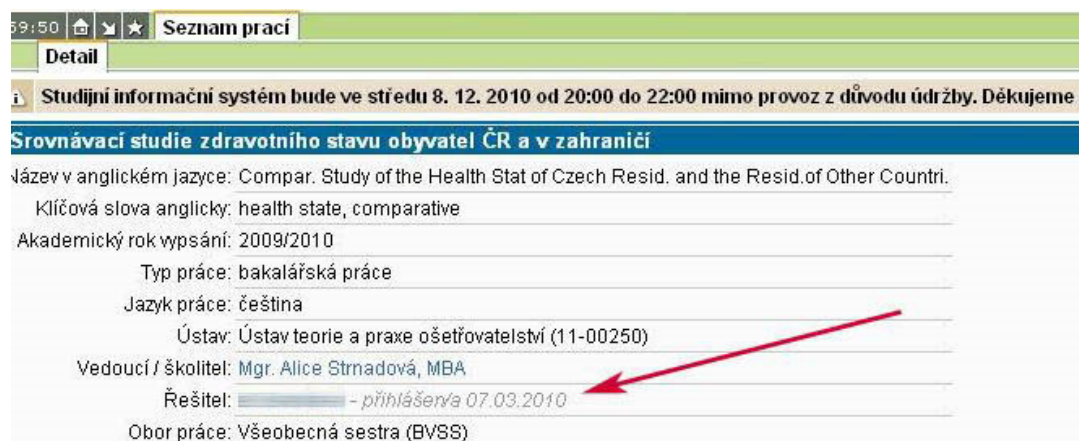 59:50 Seznam prací
Detail
Studijní informační systém bude ve středu 8. 12. 2010 od 20:00 do 22:00 mimo provoz z důvodu údržby. Děkujeme
Srovnávací studie zdravotního stavu obyvatel ČR a v zahraničí
Název v anglickém jazyce: Compar. Study of the Health Stat of Czech Resid. and the Resid.of Other Countri.
Klíčová slova anglicky: health state, comparative
Akademický rok vypsání: 2009/2010
Typ práce: bakalářská práce
Jazyk práce: čeština
Ústav: Ústav teorie a praxe ošetřovatelství (11-00250)
Vedoucí / školitel: Mgr. Alice Strnadová, MBA
Řešitel: - přihlášen/a 07.03.2010
Obor práce: Všeobecná sestra (BVSS)